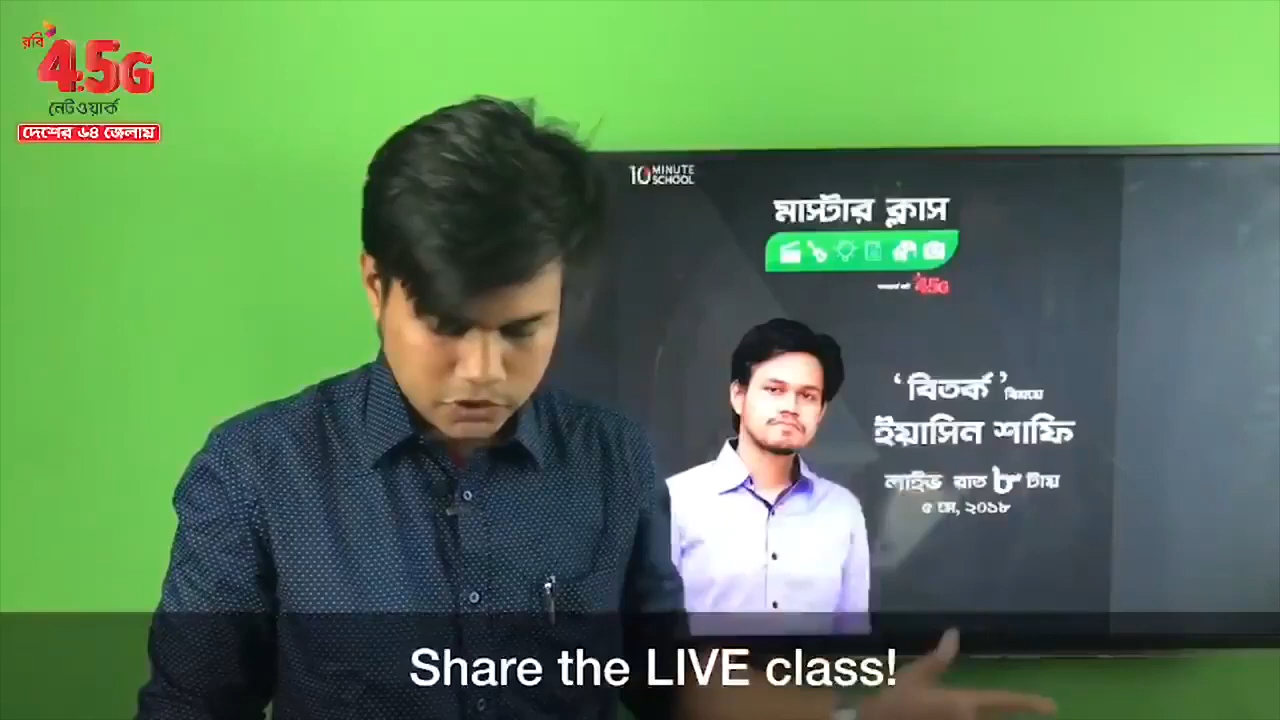 রবি
4.5G
নেটওয়ার্ক
দেশের ৬৪ জেলায়
10 MINUTE SCHOOL
মাস্টার ক্লাস
4.5G
‘বিতর্ক’ বিষয়ে
ইয়াসিন শাফি
লাইভ রাত ৮ টায়
৫ মে, ২০১৮
Share the LIVE class!